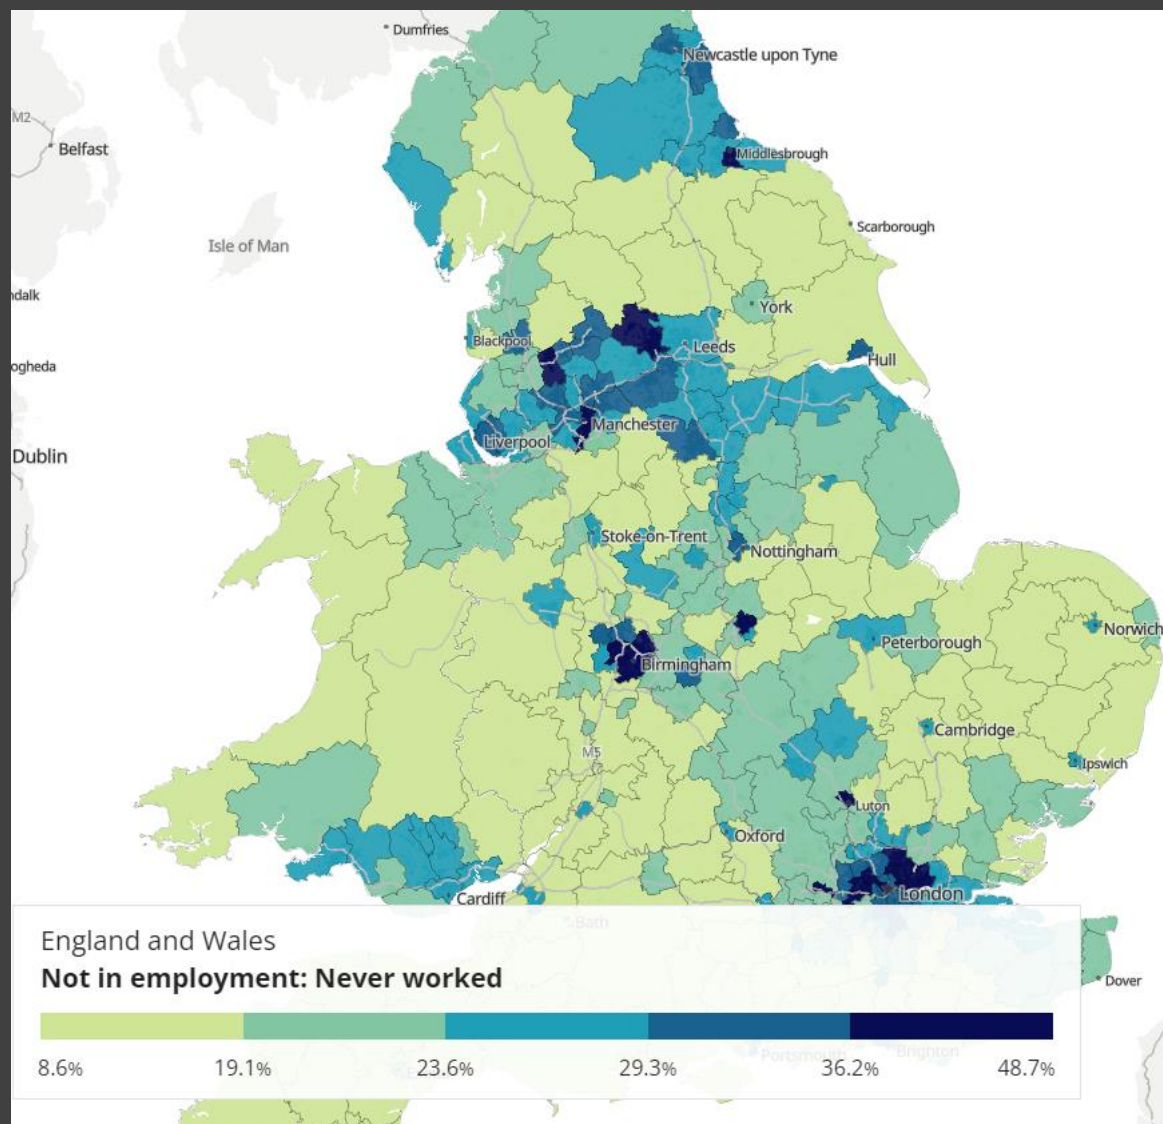 Dumfries
Newcastle upon Tyne
M2
Belfast
Middlesbrough
Scarborough
Isle of Man
ndalk
York
Blackpool
Leeds
Hull
ogheda
Manchester
Liverpool
Dublin
Stoke-on-Trent
Nottingham
Norwich
Peterborough
Birmingham
Cambridge
M5
Ipswich
Luton
Oxford
London
Cardiff
Bath
England and Wales
Not in employment: Never worked
Dover
Portsmouth
Brighton
8.6%
19.1%
23.6%
29.3%
36.2%
48.7%